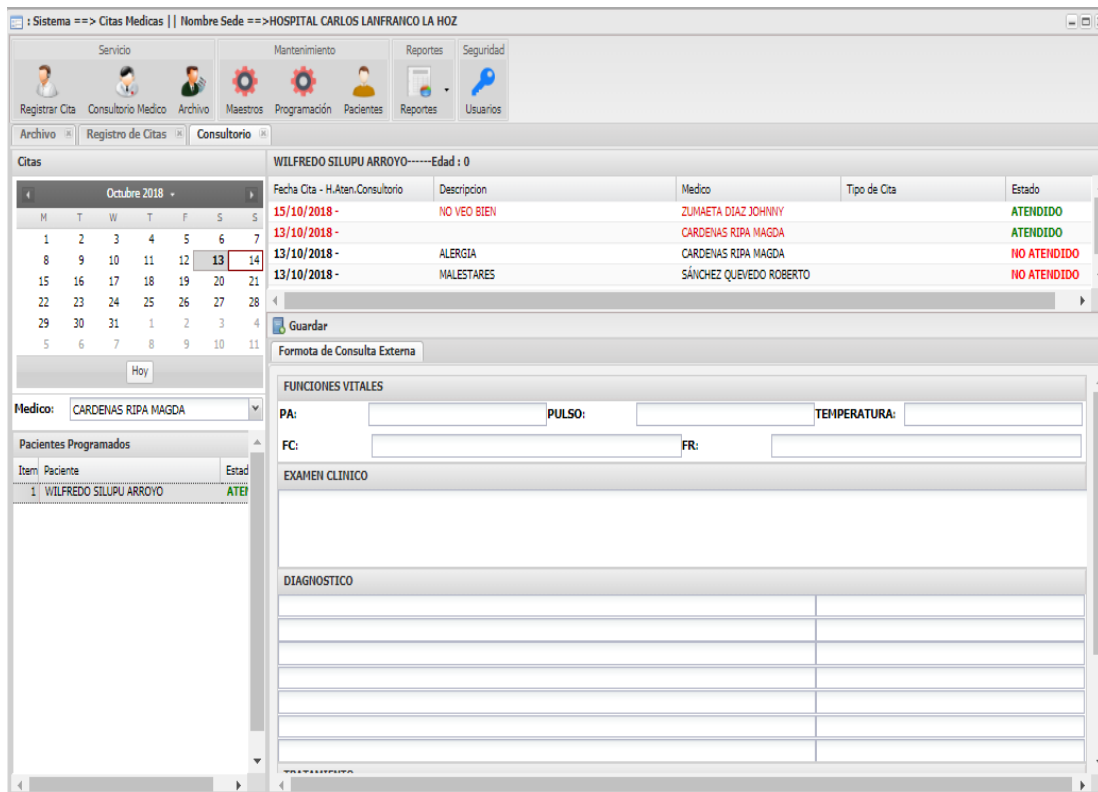 : Sistema ==> Citas Medicas || Nombre Sede ==>HOSPITAL CARLOS LANFRANCO LA HOZ
Servicio Mantenimiento Reportes Seguridad
Registrar Cita Consultorio Medico Archivo Maestros Programación Pacientes Reportes Usuarios
Archivo Registro de Citas Consultorio
Citas
Octubre 2018
M T W T F S S
1 2 3 4 5 6 7
8 9 10 11 12 13 14
15 16 17 18 19 20 21
22 23 24 25 26 27 28
29 30 31 1 2 3 4
5 6 7 8 9 10 11
Hoy
Medico: CARDENAS RIPA MAGDA
Pacientes Programados
Item Paciente Estad
1 WILFREDO SILUPU ARROYO ATEN
WILFREDO SILUPU ARROYO------Edad : 0
Fecha Cita - H.Aten.Consultorio Descripcion Medico Tipo de Cita Estado
15/10/2018 - NO VEO BIEN ZUMAETA DIAZ JOHNNY ATENDIDO
13/10/2018 - CARDENAS RIPA MAGDA ATENDIDO
13/10/2018 - ALERGIA CARDENAS RIPA MAGDA NO ATENDIDO
13/10/2018 - MALESTARES SÁNCHEZ QUEVEDO ROBERTO NO ATENDIDO
Guardar
Formota de Consulta Externa
FUNCIONES VITALES
PA: PULSO: TEMPERATURA:
FC: FR:
EXAMEN CLINICO
DIAGNOSTICO
TRATAMIENTO